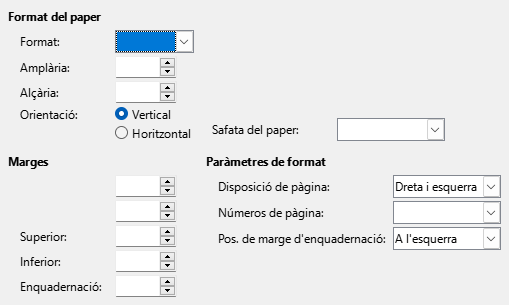 Format del paper
Format:
Amplària:
Alçària:
Orientació:
Vertical
Horitzontal
Safata del paper:
Marges
Superior:
Inferior:
Enquadernació:
Paràmetres de format
Disposició de pàgina: Dreta i esquerra
Números de pàgina:
Pos. de marge d'enquadernació: A l'esquerra